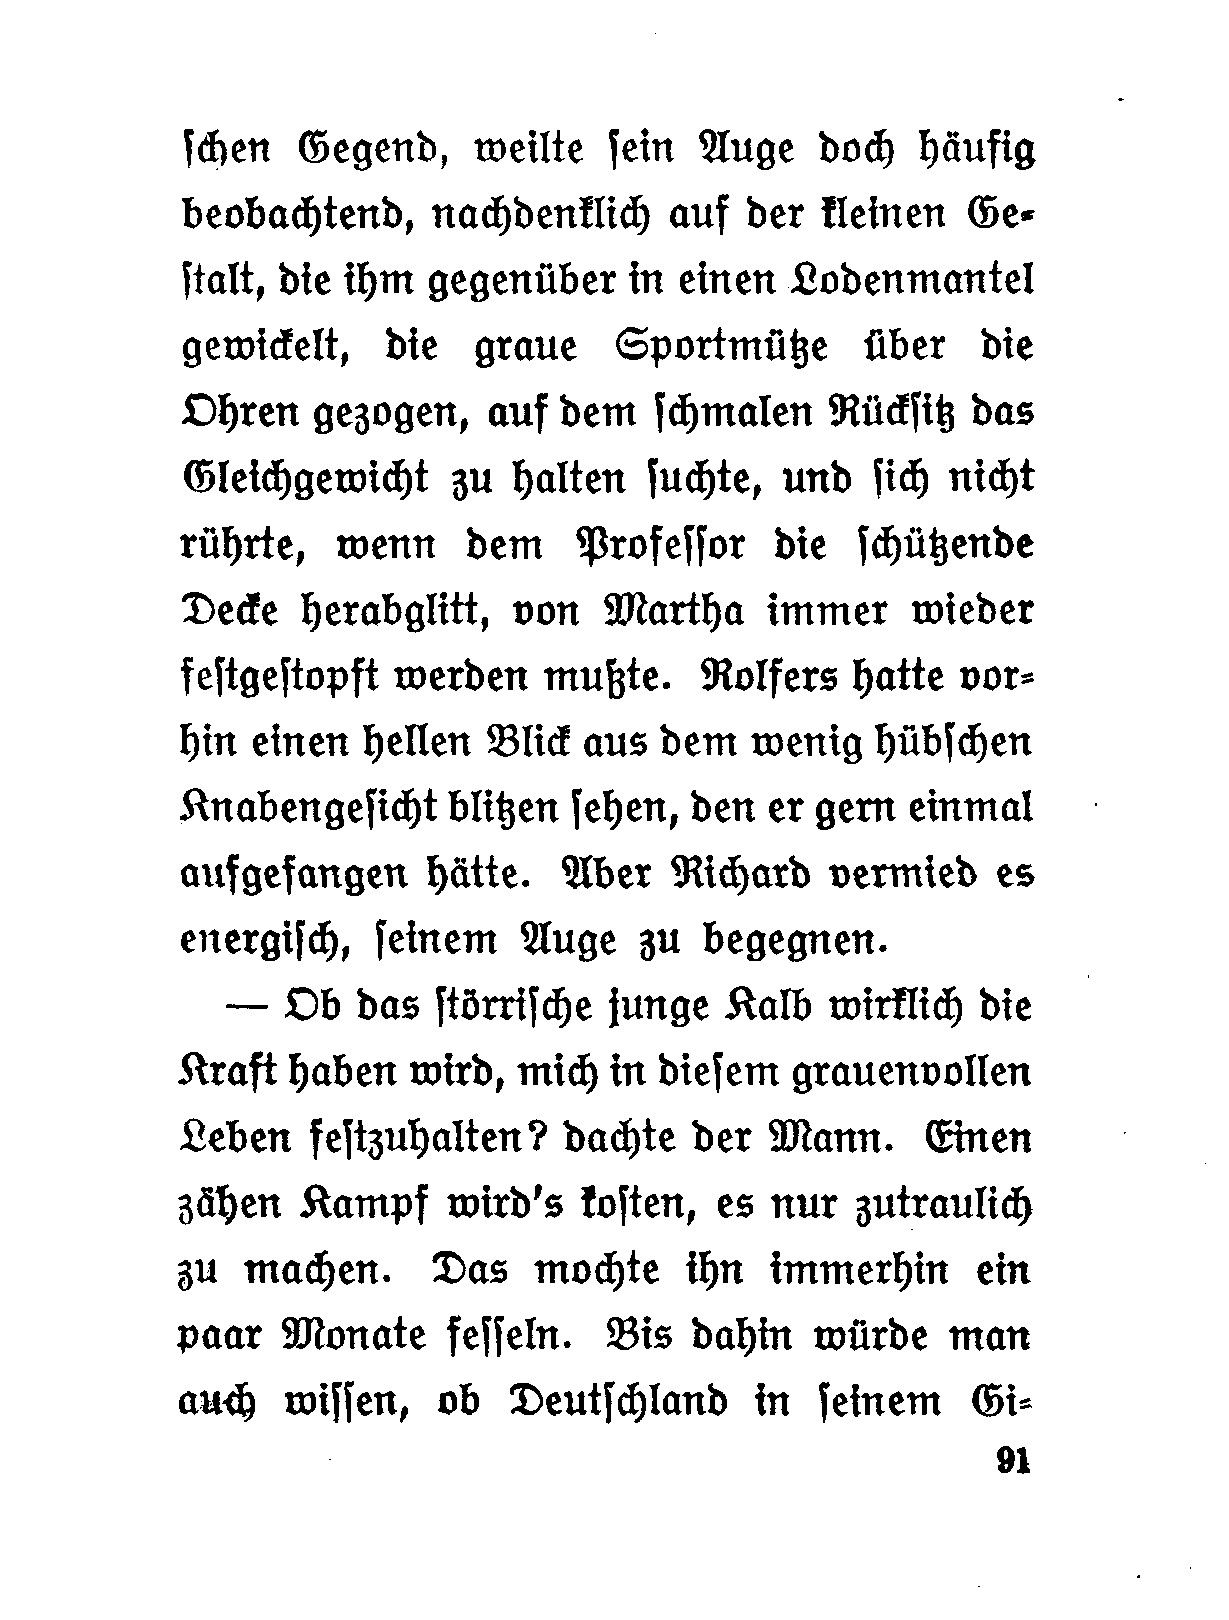 ſchen Gegend, weilte ſein Auge doch häufig
beobachtend, nachdenklich auf der kleinen Ge-
ſtalt, die ihm gegenüber in einen Lodenmantel
gewickelt, die graue Sportmütze über die
Ohren gezogen, auf dem ſchmalen Rückſitz das
Gleichgewicht zu halten ſuchte, und ſich nicht
rührte, wenn dem Profeſſor die ſchützende
Decke herabglitt, von Martha immer wieder
feſtgeſtopft werden mußte. Rolfers hatte vor-
hin einen hellen Blick aus dem wenig hübſchen
Knabengeſicht blitzen ſehen, den er gern einmal
aufgefangen hätte. Aber Richard vermied es
energiſch, ſeinem Auge zu begegnen.
— Ob das ſtörriſche junge Kalb wirklich die
Kraft haben wird, mich in dieſem grauenvollen
Leben feſtzuhalten? dachte der Mann. Einen
zähen Kampf wird's koſten, es nur zutraulich
zu machen. Das mochte ihn immerhin ein
paar Monate feſſeln. Bis dahin würde man
auch wiſſen, ob Deutſchland in ſeinem Gi-
91